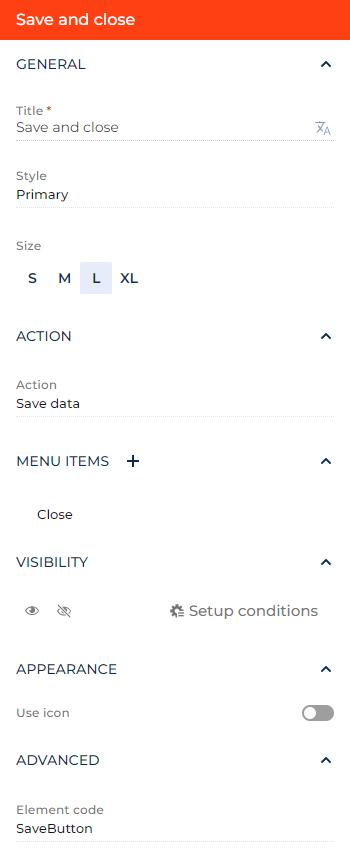 Save and close
GENERAL
Title *
Save and close
Style
Primary
Size
S M L XL
ACTION
Action
Save data
MENU ITEMS +
Close
VISIBILITY
Setup conditions
APPEARANCE
Use icon
ADVANCED
Element code
SaveButton